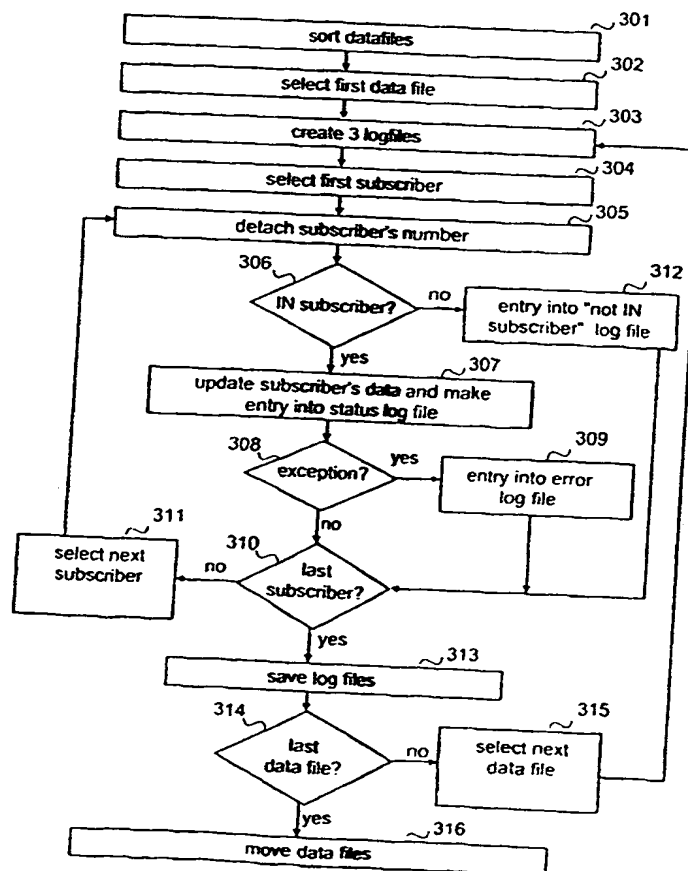 301
sort datafiles
302
select first data file
303
create 3 logfiles
304
select first subscriber
305
detach subscriber's number
306
IN subscriber?
no
312
entry into "not IN
subscriber" log file
yes
307
update subscriber's data and make
entry into status log file
308
exception?
yes
309
entry into error
log file
no
311
select next
subscriber
no
310
last
subscriber?
yes
313
save log files
314
last
data file?
no
315
select next
data file
yes
316
move data files